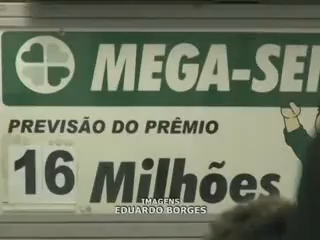 MEGA-SE
PREVISÃO DO PRÊMIO
16 Milhões
IMAGENS
EDUARDO BORGES